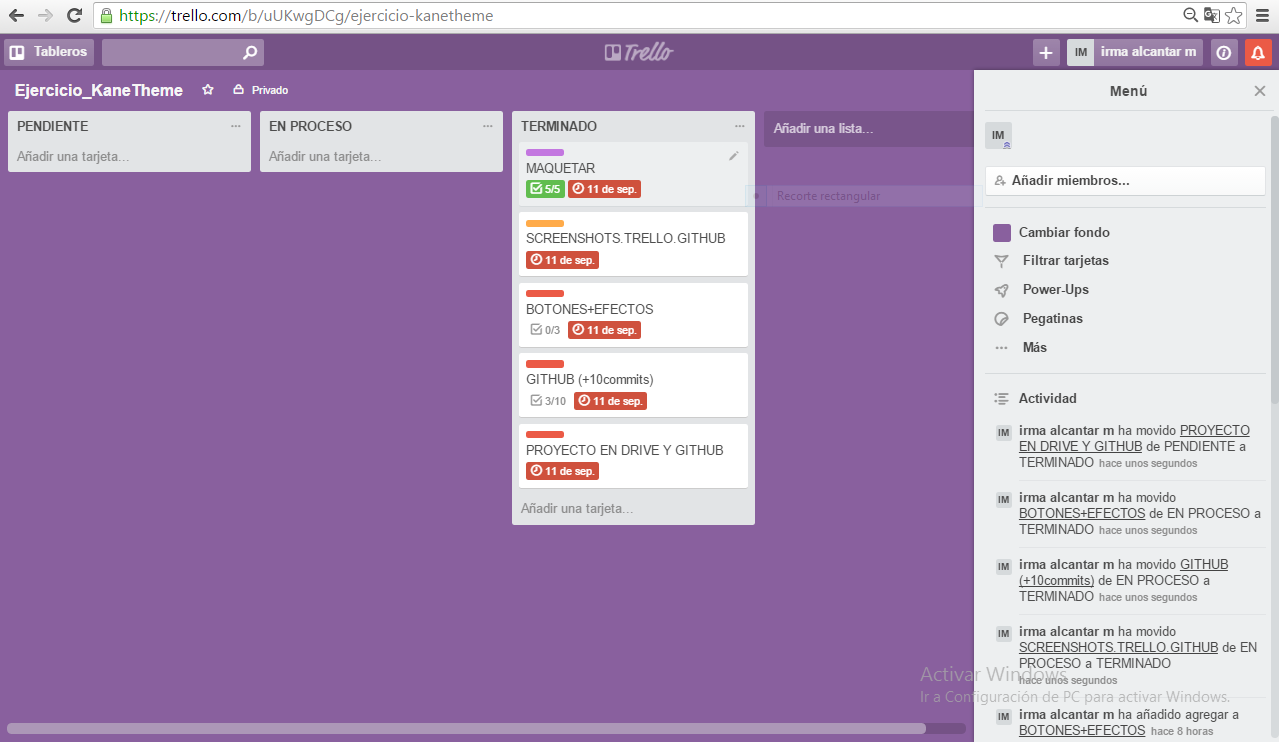 https://trello.com/b/uUKwgDCg/ejercicio-kanetheme
Tableros
Trello
IM irma alcantar m
Ejercicio_KaneTheme
Privado
PENDIENTE
Añadir una tarjeta...
EN PROCESO
Añadir una tarjeta...
TERMINADO
MAQUETAR
5/5 11 de sep.
SCREENSHOTS.TRELLO.GITHUB
11 de sep.
BOTONES+EFECTOS
0/3 11 de sep.
GITHUB (+10commits)
3/10 11 de sep.
PROYECTO EN DRIVE Y GITHUB
11 de sep.
Añadir una tarjeta...
Añadir una lista...
Recorte rectangular
Menú
IM
Añadir miembros...
Cambiar fondo
Filtrar tarjetas
Power-Ups
Pegatinas
Más
Actividad
IM irma alcantar m ha movido PROYECTO
EN DRIVE Y GITHUB de PENDIENTE a
TERMINADO hace unos segundos
IM irma alcantar m ha movido
BOTONES+EFECTOS de EN PROCESO a
TERMINADO hace unos segundos
IM irma alcantar m ha movido GITHUB
(+10commits) de EN PROCESO a
TERMINADO hace unos segundos
IM irma alcantar m ha movido
SCREENSHOTS.TRELLO.GITHUB de EN
PROCESO a TERMINADO
hace unos segundos
IM irma alcantar m ha añadido agregar a
BOTONES+EFECTOS hace 8 horas
Activar Windows
Ir a Configuración de PC para activar Windows.